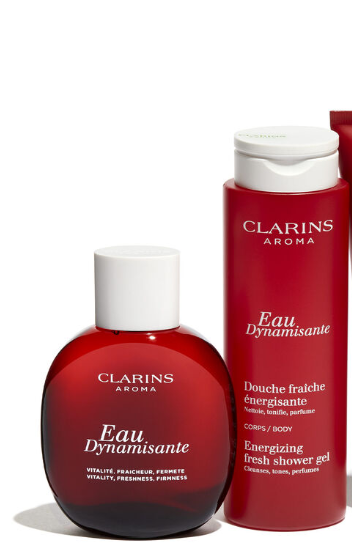 CLARINS
AROMA
Eau
Dynamisante
VITALITÉ, FRAICHEUR, FERMETE
VITALITY, FRESHNESS, FIRMNESS
CLARINS
CLARINS
AROMA
Eau
Dynamisante
Douche fraîche
énergisante
Nettoie, tonifie, parfume
CORPS / BODY
Energizing
fresh shower gel
Cleanses, tones, perfumes